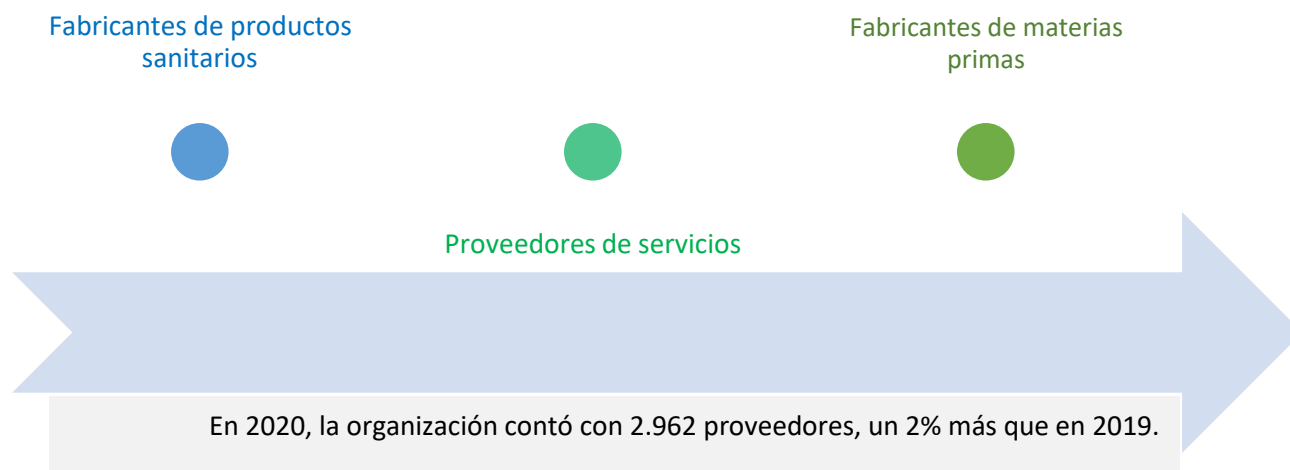 Fabricantes de productos
sanitarios
Fabricantes de materias
primas
Proveedores de servicios
En 2020, la organización contó con 2.962 proveedores, un 2% más que en 2019.